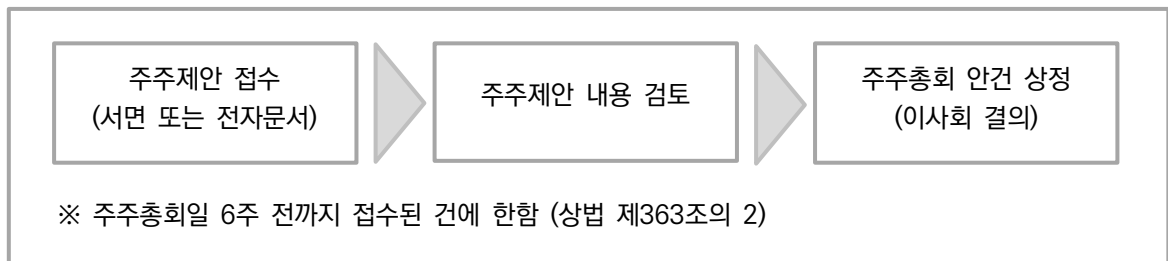 주주제안 접수
(서면 또는 전자문서)
주주제안 내용 검토
주주총회 안건 상정
(이사회 결의)
※ 주주총회일 6주 전까지 접수된 건에 한함 (상법 제363조의 2)